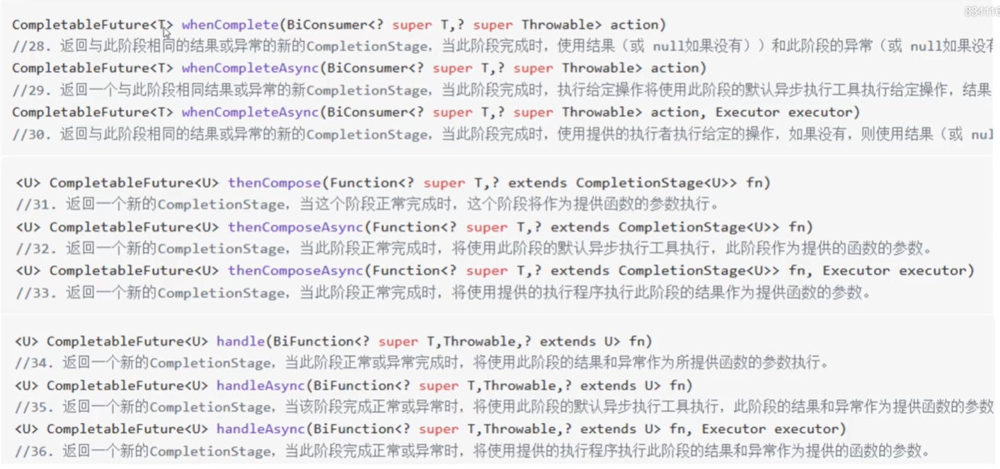 834116
CompletableFuture<T> whenComplete(BiConsumer<? super T,? super Throwable> action)
//28. 返回与此阶段相同的结果或异常的新的CompletionStage，当此阶段完成时，使用结果（或 null如果没有））和此阶段的异常（或 null如果没有
CompletableFuture<T> whenCompleteAsync(BiConsumer<? super T,? super Throwable> action)
//29. 返回一个与此阶段相同结果或异常的新CompletionStage，当此阶段完成时，执行给定操作将使用此阶段的默认异步执行工具执行给定操作，结果
CompletableFuture<T> whenCompleteAsync(BiConsumer<? super T,? super Throwable> action, Executor executor)
//30. 返回与此阶段相同的结果或异常的新的CompletionStage，当此阶段完成时，使用提供的执行者执行给定的操作，如果没有，则使用结果（或 nul
<U> CompletableFuture<U> thenCompose(Function<? super T,? extends CompletionStage<U>> fn)
//31. 返回一个新的CompletionStage，当这个阶段正常完成时，这个阶段将作为提供函数的参数执行。
<U> CompletableFuture<U> thenComposeAsync(Function<? super T,? extends CompletionStage<U>> fn)
//32. 返回一个新的CompletionStage，当此阶段正常完成时，将使用此阶段的默认异步执行工具执行，此阶段作为提供的函数的参数。
<U> CompletableFuture<U> thenComposeAsync(Function<? super T,? extends CompletionStage<U>> fn, Executor executor)
//33. 返回一个新的CompletionStage，当此阶段正常完成时，将使用提供的执行程序执行此阶段的结果作为提供函数的参数。
<U> CompletableFuture<U> handle(BiFunction<? super T,Throwable,? extends U> fn)
//34. 返回一个新的CompletionStage，当此阶段正常或异常完成时，将使用此阶段的结果和异常作为所提供函数的参数执行。
<U> CompletableFuture<U> handleAsync(BiFunction<? super T,Throwable,? extends U> fn)
//35. 返回一个新的CompletionStage，当该阶段完成正常或异常时，将使用此阶段的默认异步执行工具执行，此阶段的结果和异常作为提供函数的参数
<U> CompletableFuture<U> handleAsync(BiFunction<? super T,Throwable,? extends U> fn, Executor executor)
//36. 返回一个新的CompletionStage，当此阶段完成正常或异常时，将使用提供的执行程序执行此阶段的结果和异常作为提供的函数的参数。